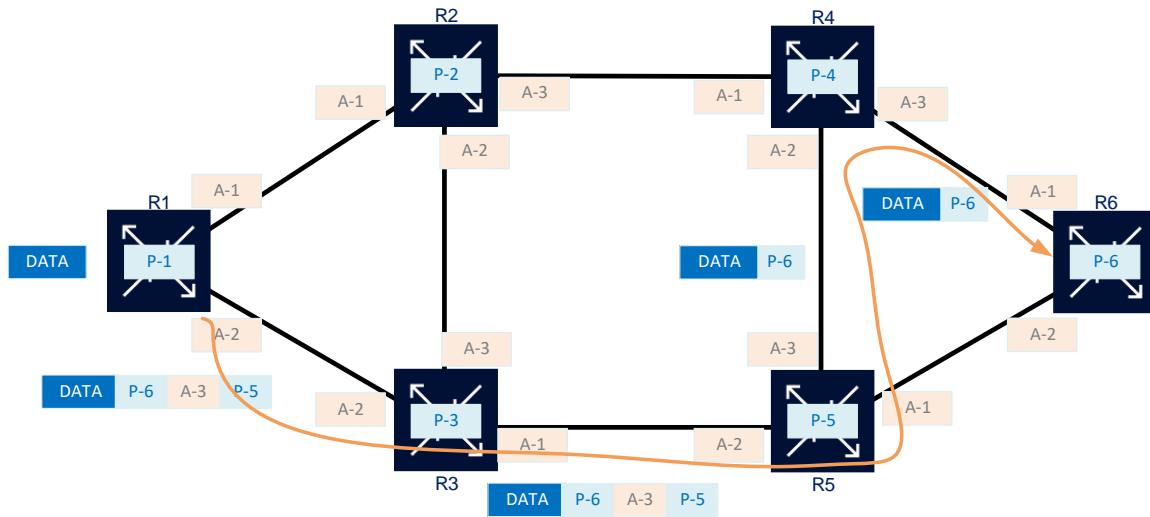 R2
R4
P-2
P-4
A-1
A-3
A-1
A-3
A-2
A-2
A-1
A-1
R1
DATA P-6
R6
DATA
P-1
DATA P-6
P-6
A-2
A-3
A-3
A-2
DATA P-6 A-3 P-5
A-2
P-3
P-5
A-1
A-1
A-2
R3
R5
DATA P-6 A-3 P-5